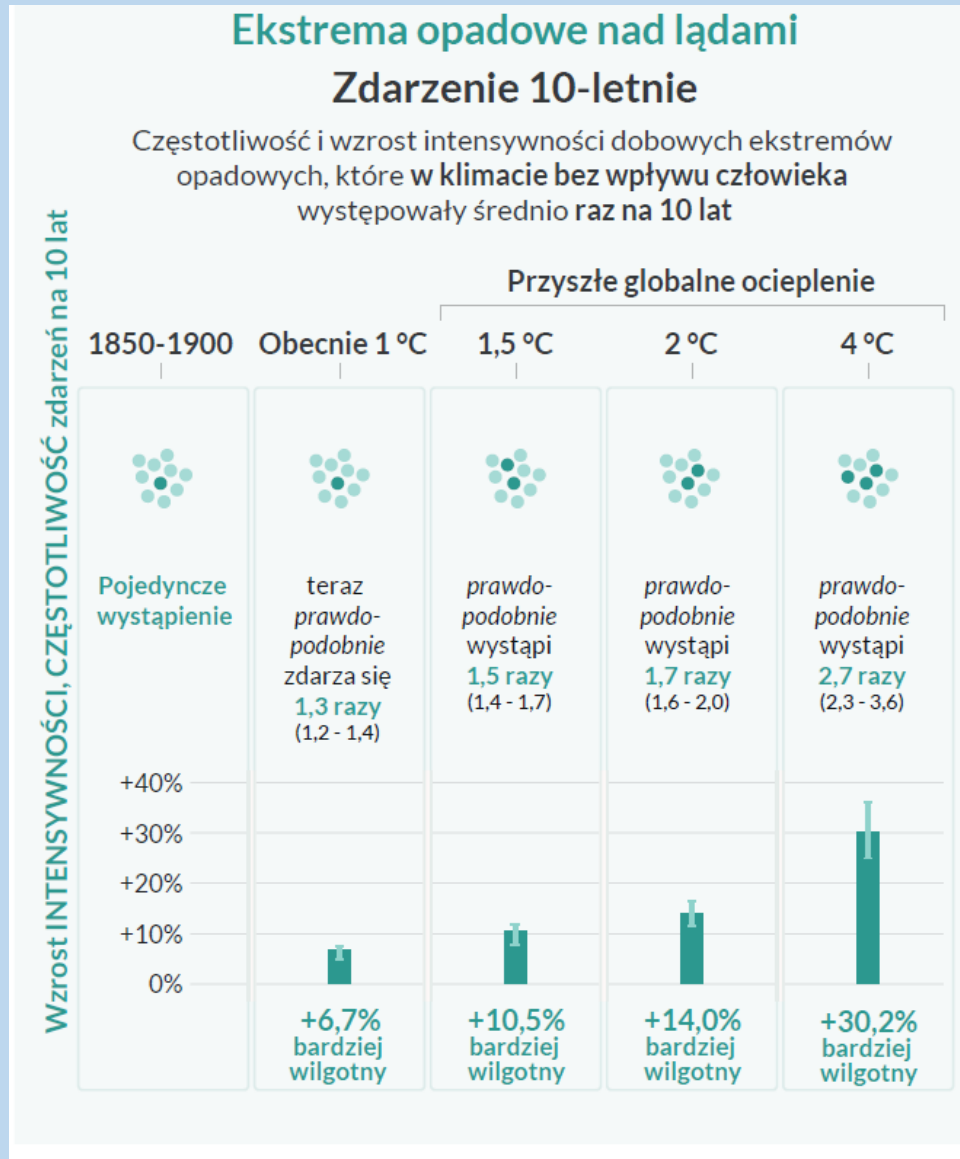 Ekstrema opadowe nad lądami
Zdarzenie 10-letnie
Częstotliwość i wzrost intensywności dobowych ekstremów
opadowych, które w klimacie bez wpływu człowieka
występowały średnio raz na 10 lat
Wzrost INTENSYWNOŚCI, CZĘSTOTLIWOŚĆ zdarzeń na 10 lat
Przyszłe globalne ocieplenie
1850-1900
Obecnie 1 °C
1,5 °C
2 °C
4 °C
Pojedyncze
wystąpienie
teraz
prawdo-
podobnie
zdarza się
1,3 razy
(1,2 - 1,4)
prawdo-
podobnie
wystąpi
1,5 razy
(1,4 - 1,7)
prawdo-
podobnie
wystąpi
1,7 razy
(1,6 - 2,0)
prawdo-
podobnie
wystąpi
2,7 razy
(2,3 - 3,6)
+40%
+30%
+20%
+10%
0%
+6,7%
bardziej
wilgotny
+10,5%
bardziej
wilgotny
+14,0%
bardziej
wilgotny
+30,2%
bardziej
wilgotny